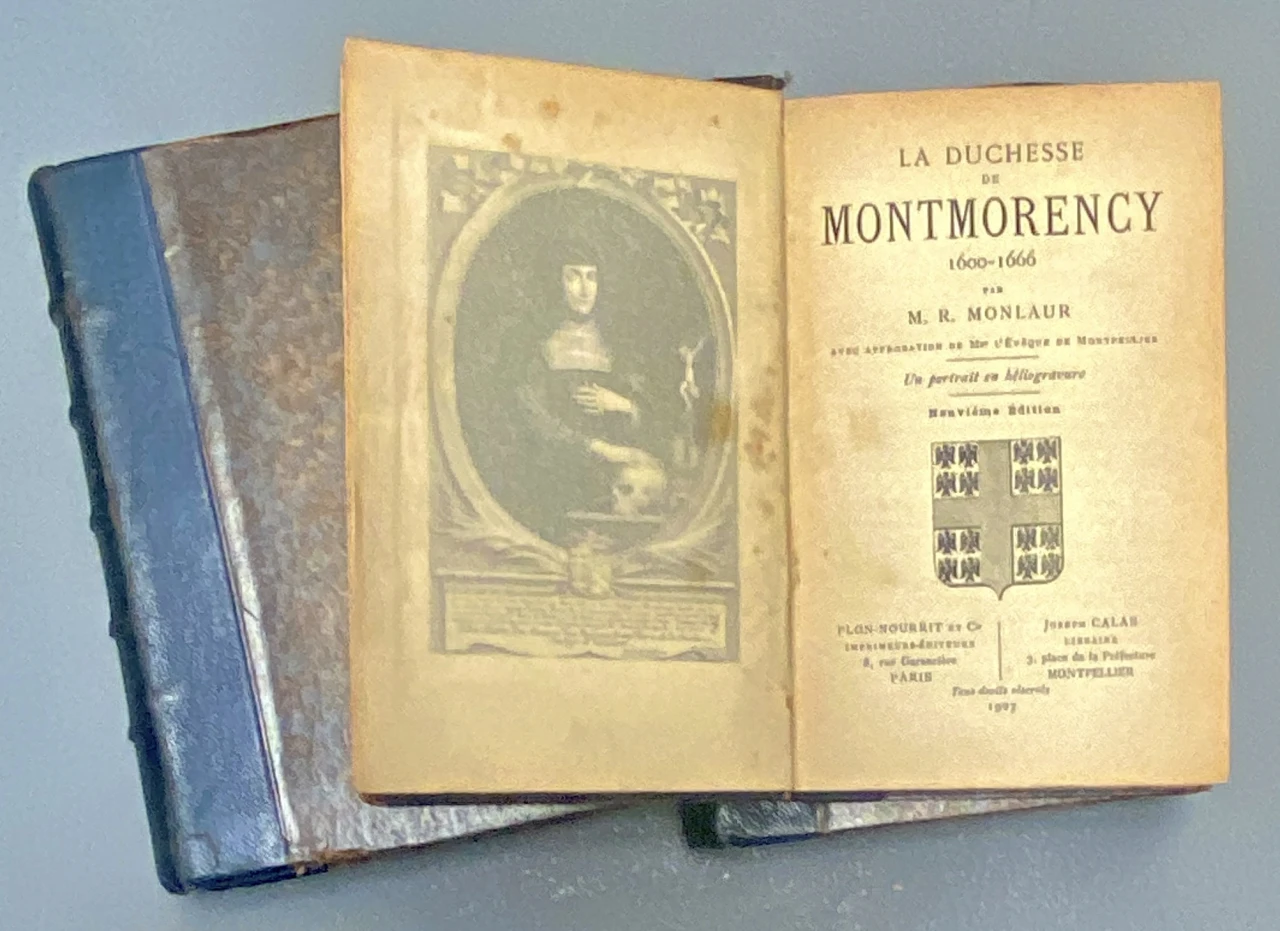 LA DUCHESSE
DE
MONTMORENCY
1600-1666
PAR
M. R. MONLAUR
AVEC APPROBATION DE Mgr L'ÉVÊQUE DE MONTPELLIER
Un portrait en héliogravure
Neuvième Édition
PLON-NOURRIT ET Cie
IMPRIMEURS-ÉDITEURS
8, rue Garancière
PARIS
JOSEPH CALAS
LIBRAIRE
place de la Préfecture
MONTPELLIER
Tous droits réservés
1907